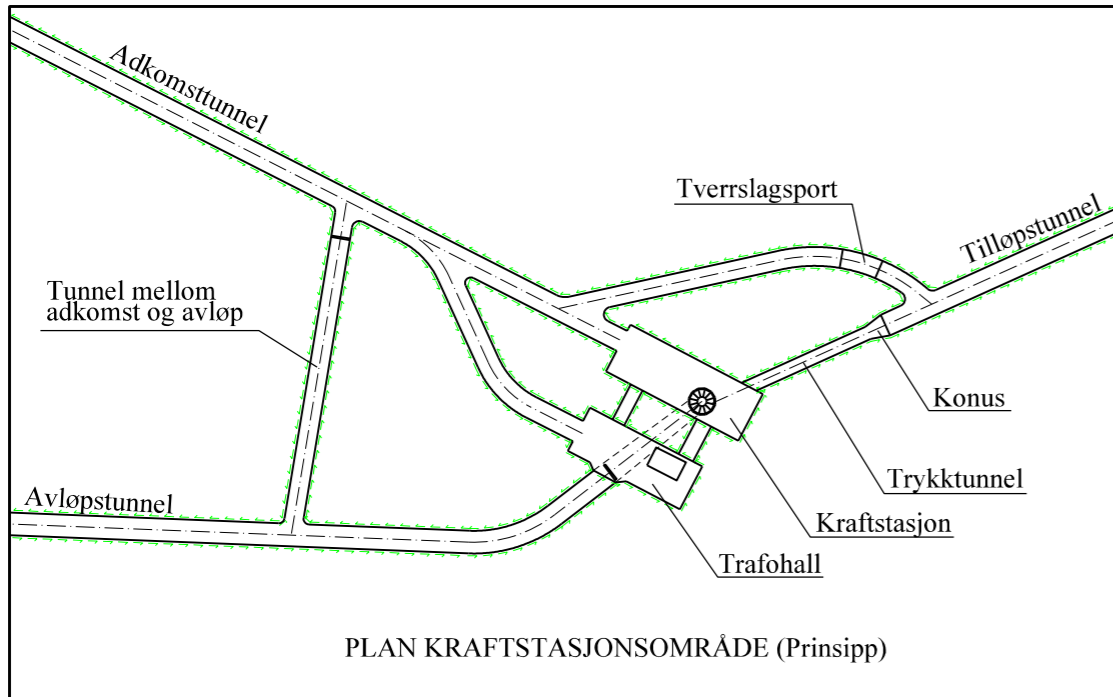 Adkomsttunnel
Tverrslagsport
Tilløpstunnel
Tunnel mellom
adkomst og avløp
Konus
Trykktunnel
Avløpstunnel
Kraftstasjon
Trafohall
PLAN KRAFTSTASJONSOMRÅDE (Prinsipp)